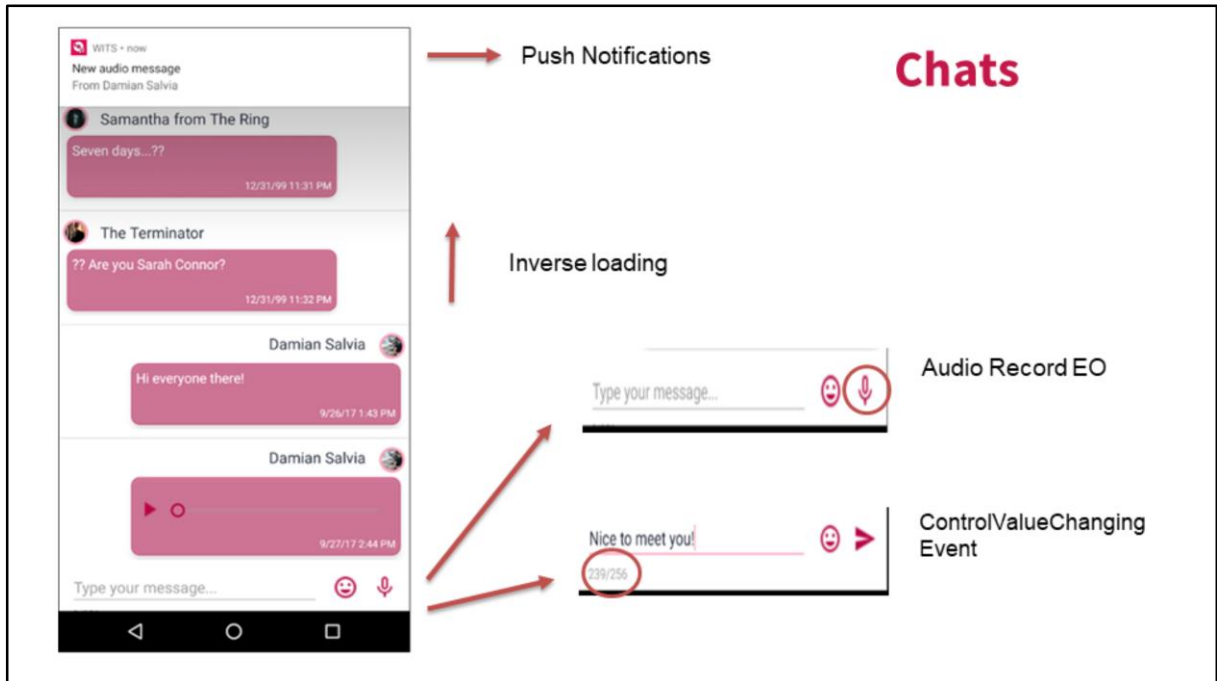 WITS • now
New audio message
From Damian Salvia
Samantha from The Ring
Seven days...??
12/31/99 11:31 PM
The Terminator
?? Are you Sarah Connor?
12/31/99 11:32 PM
Damian Salvia
Hi everyone there!
9/26/17 1:43 PM
Damian Salvia
9/27/17 2:44 PM
Type your message...
Push Notifications
Chats
Inverse loading
Type your message...
Audio Record EO
Nice to meet you!
239/256
ControlValueChanging
Event